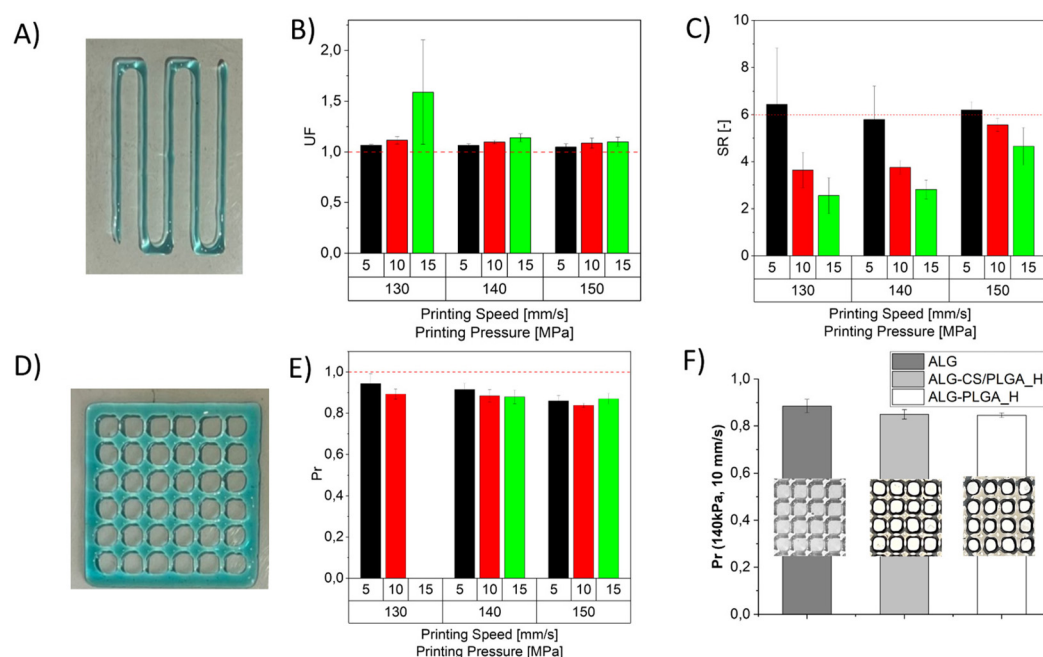 A)
B)
UF
2,0
1,5
1,0
0,5
0,0
5 10 15 5 10 15 5 10 15
130 140 150
Printing Speed [mm/s]
Printing Pressure [MPa]
C)
SR [-]
10
8
6
4
2
0
5 10 15 5 10 15 5 10 15
130 140 150
Printing Speed [mm/s]
Printing Pressure [MPa]
D)
E)
Pr
1,0
0,8
0,6
0,4
0,2
0,0
5 10 15 5 10 15 5 10 15
130 140 150
Printing Speed [mm/s]
Printing Pressure [MPa]
F)
ALG
ALG-CS/PLGA_H
ALG-PLGA_H
Pr (140kPa, 10 mm/s)
1,0
0,8
0,6
0,4
0,2
0,0